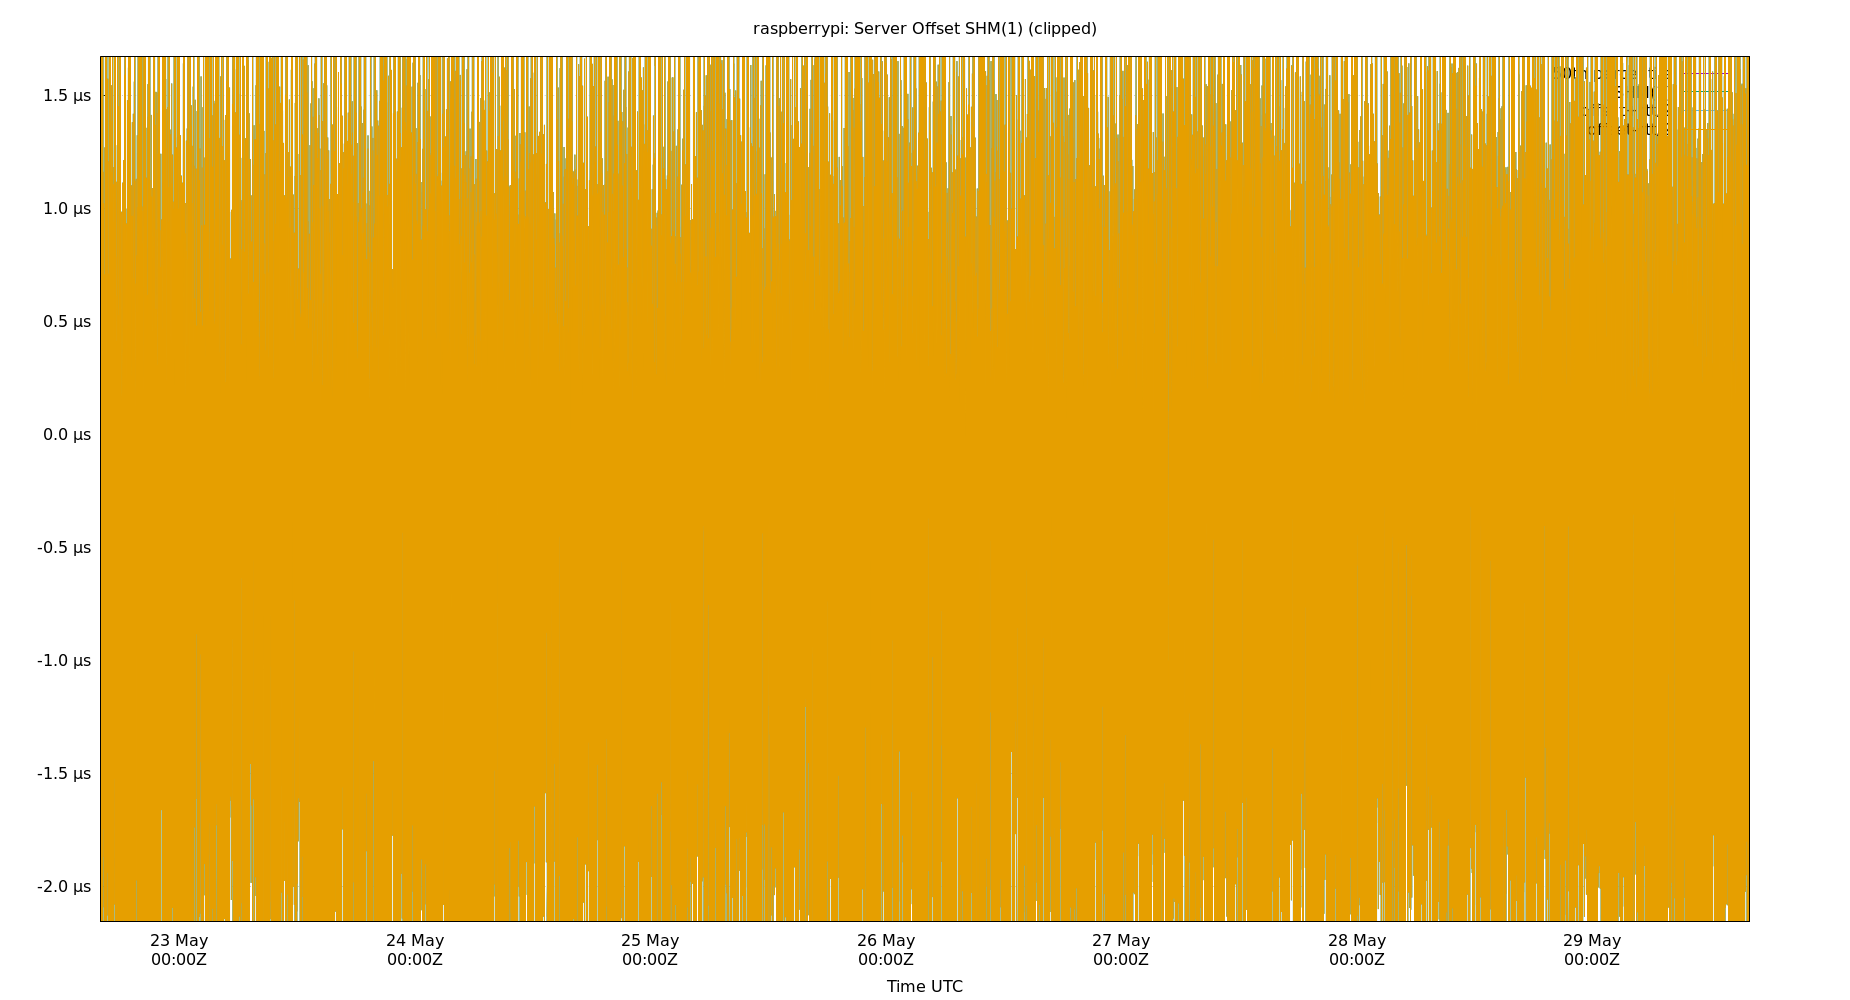 raspberrypi: Server Offset SHM(1) (clipped)
1.5 µs
1.0 µs
0.5 µs
0.0 µs
-0.5 µs
-1.0 µs
-1.5 µs
-2.0 µs
23 May 24 May 25 May 26 May 27 May 28 May 29 May
00:00Z 00:00Z 00:00Z 00:00Z 00:00Z 00:00Z 00:00Z
Time UTC